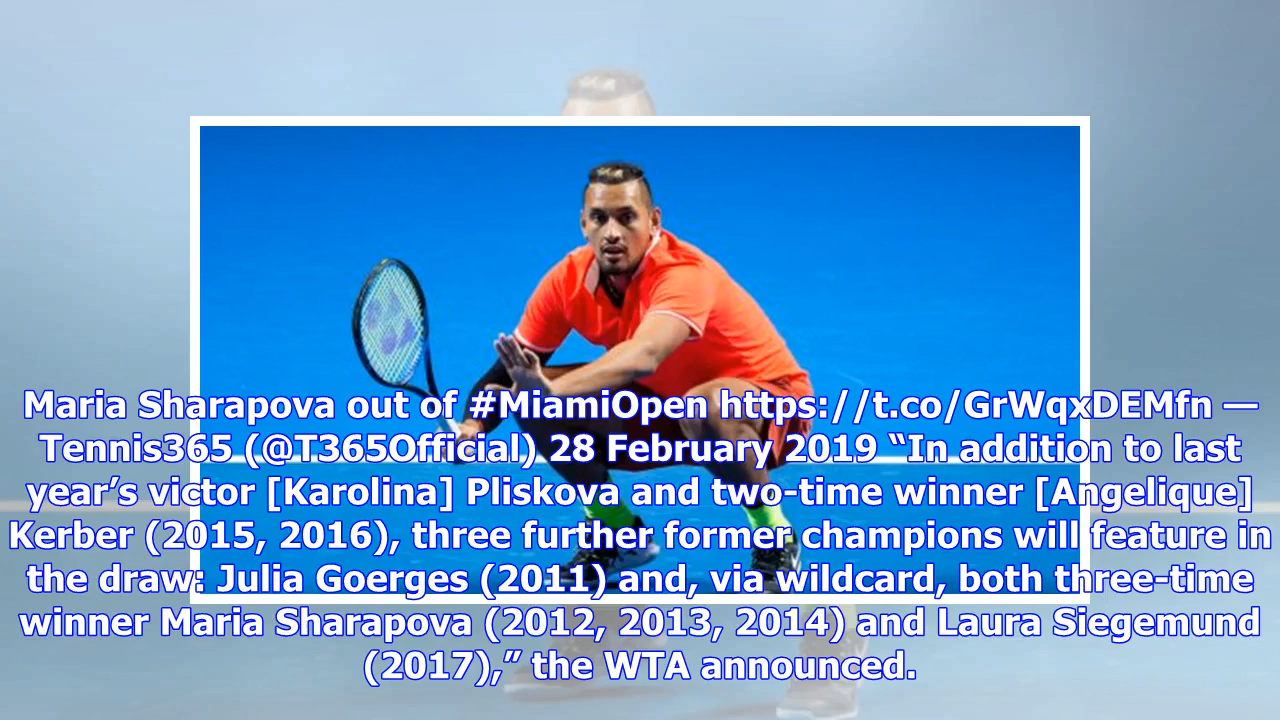 Maria Sharapova out of #MiamiOpen https://t.co/GrWqxDEMfn —
Tennis365 (@T365Official) 28 February 2019 “In addition to last
year’s victor [Karolina] Pliskova and two-time winner [Angelique]
Kerber (2015, 2016), three further former champions will feature in
the draw: Julia Goerges (2011) and, via wildcard, both three-time
winner Maria Sharapova (2012, 2013, 2014) and Laura Siegemund
(2017),” the WTA announced.